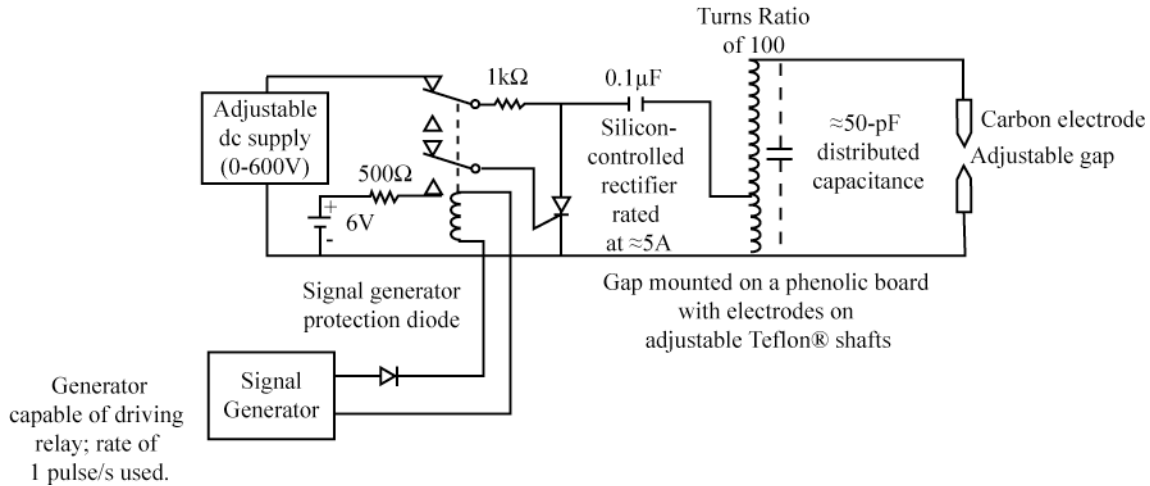 Turns Ratio
of 100
1kΩ
0.1μF
Adjustable
dc supply
(0-600V)
Silicon-
controlled
rectifier
rated
at ≈5A
≈50-pF
distributed
capacitance
Carbon electrode
Adjustable gap
500Ω
+
6V
-
Signal generator
protection diode
Gap mounted on a phenolic board
with electrodes on
adjustable Teflon® shafts
Signal
Generator
Generator
capable of driving
relay; rate of
1 pulse/s used.